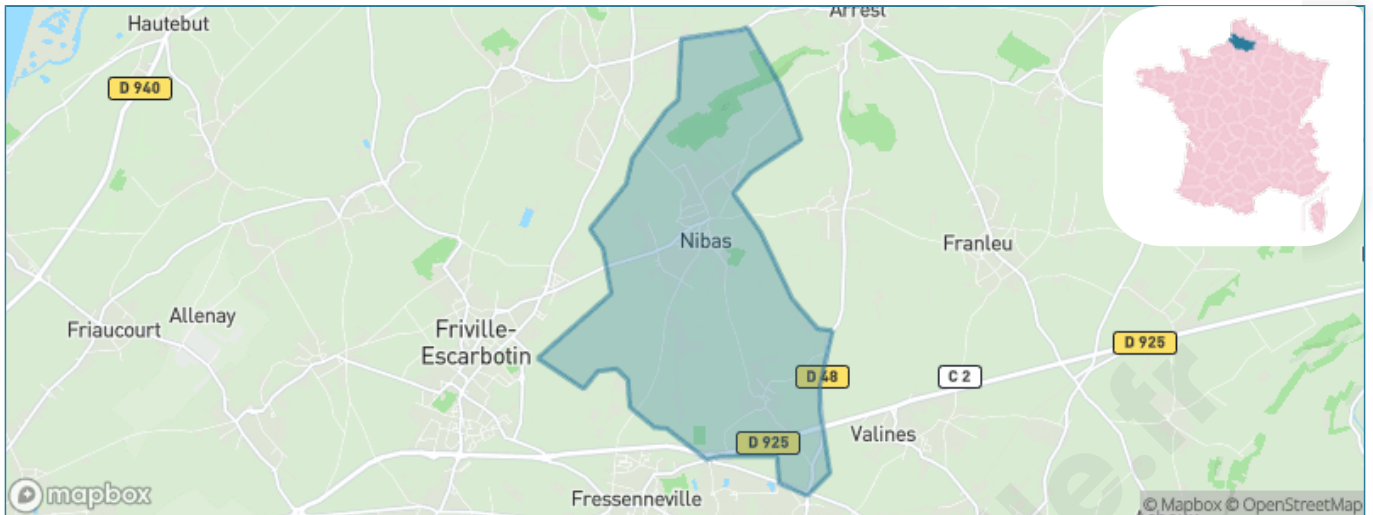 Arrest
Hautebut
D 940
Nibas
Franleu
Allenay
Friaucourt
Friville-
Escarbotin
D 925
D 48
C 2
Valines
D 925
Fressenneville
mapbox
© Mapbox © OpenStreetMap